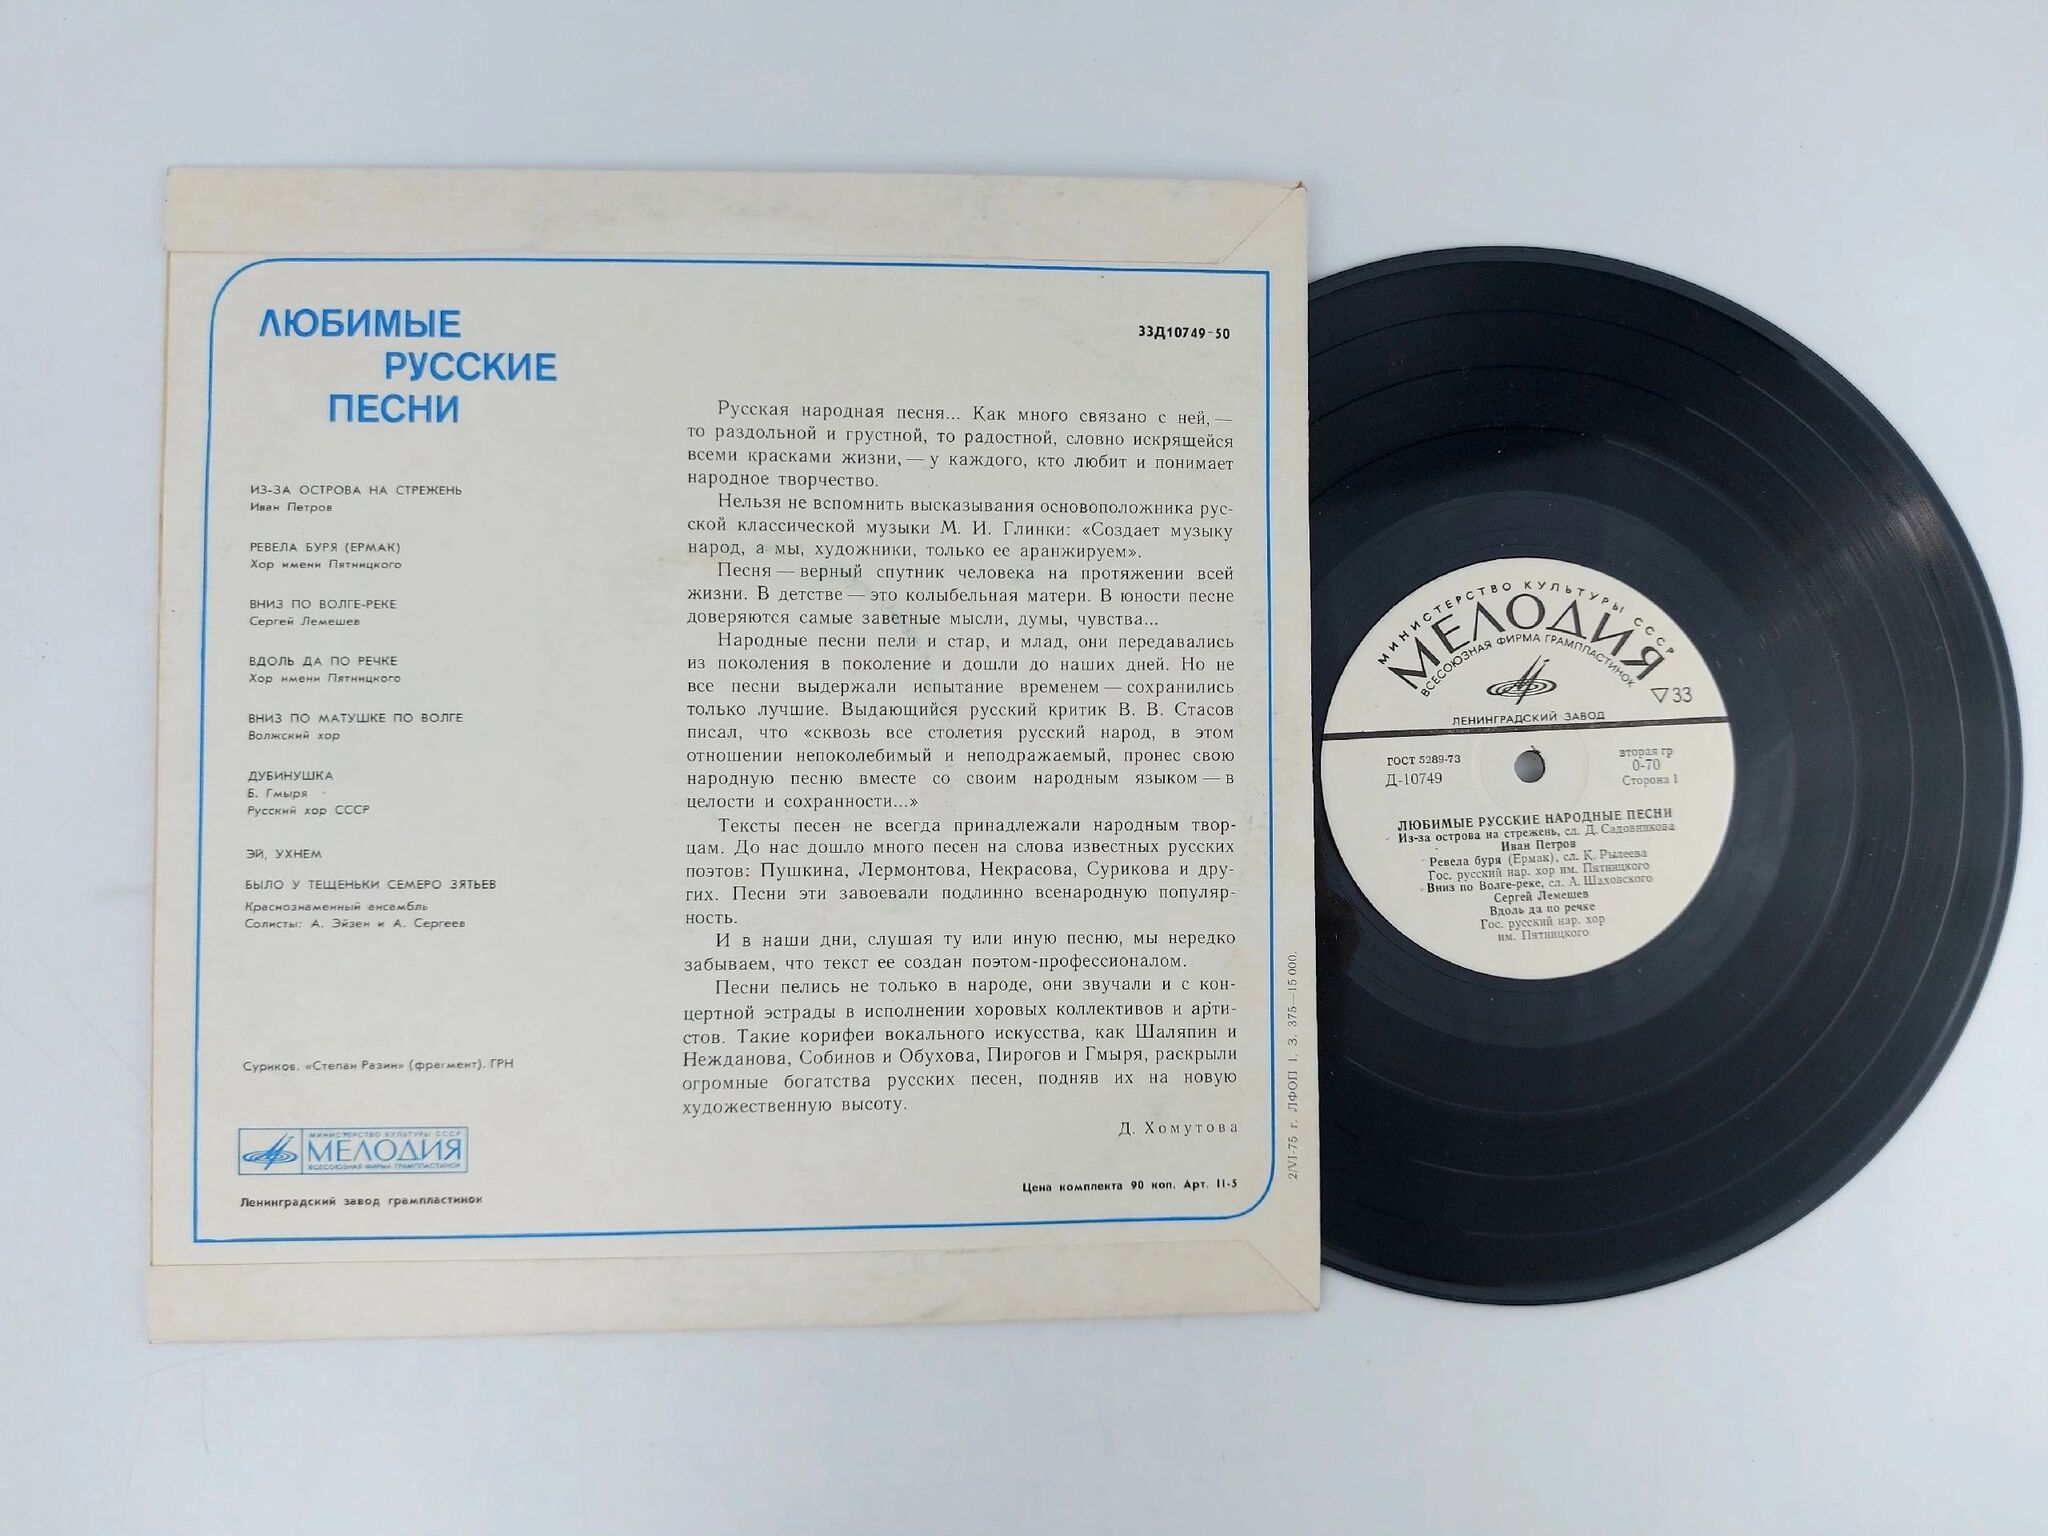 ЛЮБИМЫЕ
РУССКИЕ
ПЕСНИ
ИЗ-ЗА ОСТРОВА НА СТРЕЖЕНЬ
Иван Петров
РЕВЕЛА БУРЯ (ЕРМАК)
Хор имени Пятницкого
ВНИЗ ПО ВОЛГЕ-РЕКЕ
Сергей Лемешев
ВДОЛЬ ДА ПО РЕЧКЕ
Хор имени Пятницкого
ВНИЗ ПО МАТУШКЕ ПО ВОЛГЕ
Волжский хор
ДУБИНУШКА
Б. Гмыря
Русский хор СССР
ЭЙ, УХНЕМ
БЫЛО У ТЕЩЕНЬКИ СЕМЕРО ЗЯТЬЕВ
Краснознаменный ансамбль
Солисты: А. Эйзен и А. Сергеев
Суриков. «Степан Разин» (фрагмент). ГРН
МИНИСТЕРСТВО КУЛЬТУРЫ СССР
МЕЛОДИЯ
ВСЕСОЮЗНАЯ ФИРМА ГРАМПЛАСТИНОК
Ленинградский завод грампластинок
33Д10749-50
Русская народная песня... Как много связано с ней, —
то раздольной и грустной, то радостной, словно искрящейся
всеми красками жизни, — у каждого, кто любит и понимает
народное творчество.
Нельзя не вспомнить высказывания основоположника рус-
ской классической музыки М. И. Глинки: «Создает музыку
народ, а мы, художники, только ее аранжируем».
Песня — верный спутник человека на протяжении всей
жизни. В детстве — это колыбельная матери. В юности песне
доверяются самые заветные мысли, думы, чувства...
Народные песни пели и стар, и млад, они передавались
из поколения в поколение и дошли до наших дней. Но не
все песни выдержали испытание временем — сохранились
только лучшие. Выдающийся русский критик В. В. Стасов
писал, что «сквозь все столетия русский народ, в этом
отношении непоколебимый и неподражаемый, пронес свою
народную песню вместе со своим народным языком — в
целости и сохранности...»
Тексты песен не всегда принадлежали народным твор-
цам. До нас дошло много песен на слова известных русских
поэтов: Пушкина, Лермонтова, Некрасова, Сурикова и дру-
гих. Песни эти завоевали подлинно всенародную популяр-
ность.
И в наши дни, слушая ту или иную песню, мы нередко
забываем, что текст ее создан поэтом-профессионалом.
Песни пелись не только в народе, они звучали и с кон-
цертной эстрады в исполнении хоровых коллективов и арти-
стов. Такие корифеи вокального искусства, как Шаляпин и
Нежданова, Собинов и Обухова, Пирогов и Гмыря, раскрыли
огромные богатства русских песен, подняв их на новую
художественную высоту.
Д. Хомутова
Цена комплекта 90 коп. Арт. 11-5
2/VI-75 г. ЛФОП 1. З. 375—15 000.
МИНИСТЕРСТВО КУЛЬТУРЫ СССР
МЕЛОДИЯ
ВСЕСОЮЗНАЯ ФИРМА ГРАМПЛАСТИНОК
33
ЛЕНИНГРАДСКИЙ ЗАВОД
ГОСТ 5289-73
Д-10749
вторая гр
0-70
Сторона 1
ЛЮБИМЫЕ РУССКИЕ НАРОДНЫЕ ПЕСНИ
Из-за острова на стрежень, сл. Д. Садовникова
Иван Петров
Ревела буря (Ермак), сл. К. Рылеева
Гос. русский нар. хор им. Пятницкого
Вниз по Волге-реке, сл. А. Шаховского
Сергей Лемешев
Вдоль да по речке
Гос. русский нар. хор
им. Пятницкого